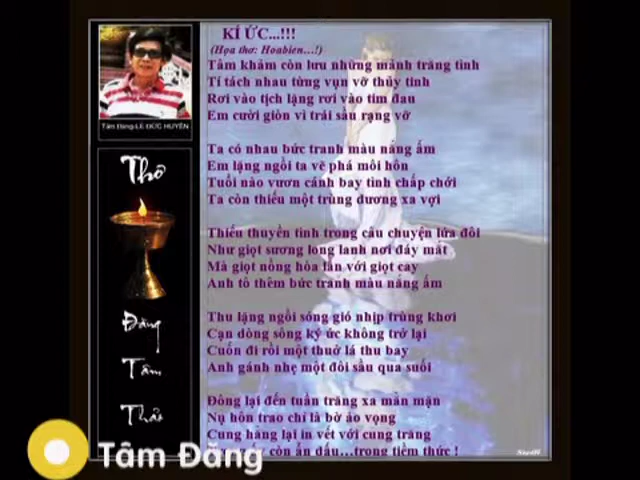 KÍ ỨC...!!!
(Họa thơ: Hoabien...!)
Tâm khảm còn lưu những mảnh trăng tình
Tí tách nhau từng vụn vỡ thủy tinh
Rơi vào tịch lặng rơi vào tim đau
Em cười giòn vì trái sầu rạng vỡ
Ta có nhau bức tranh màu nắng ấm
Em lặng ngồi ta vẽ phá môi hôn
Tuổi nào vươn cánh bay tình chấp chới
Ta còn thiếu một trùng dương xa vợi
Thiếu thuyền tình trong câu chuyện lứa đôi
Như giọt sương long lanh nơi đáy mắt
Mà giọt nồng hòa lẫn với giọt cay
Anh tô thêm bức tranh màu nắng ấm
Thu lặng ngồi sóng gió nhịp trùng khơi
Cạn dòng sông ký ức không trở lại
Cuốn đi rồi một thuở lá thu bay
Anh gánh nhẹ một đôi sầu qua suối
Đông lại đến tuần trăng xa mằn mặn
Nụ hôn trao chỉ là bờ ảo vọng
Cung hằng lại in vết với cung trăng
còn ẩn dấu...trong tiềm thức !
Tâm Đăng-LÊ ĐỨC HUYỀN
Thơ
Đăng
Tâm
Thảo
Tâm Đăng